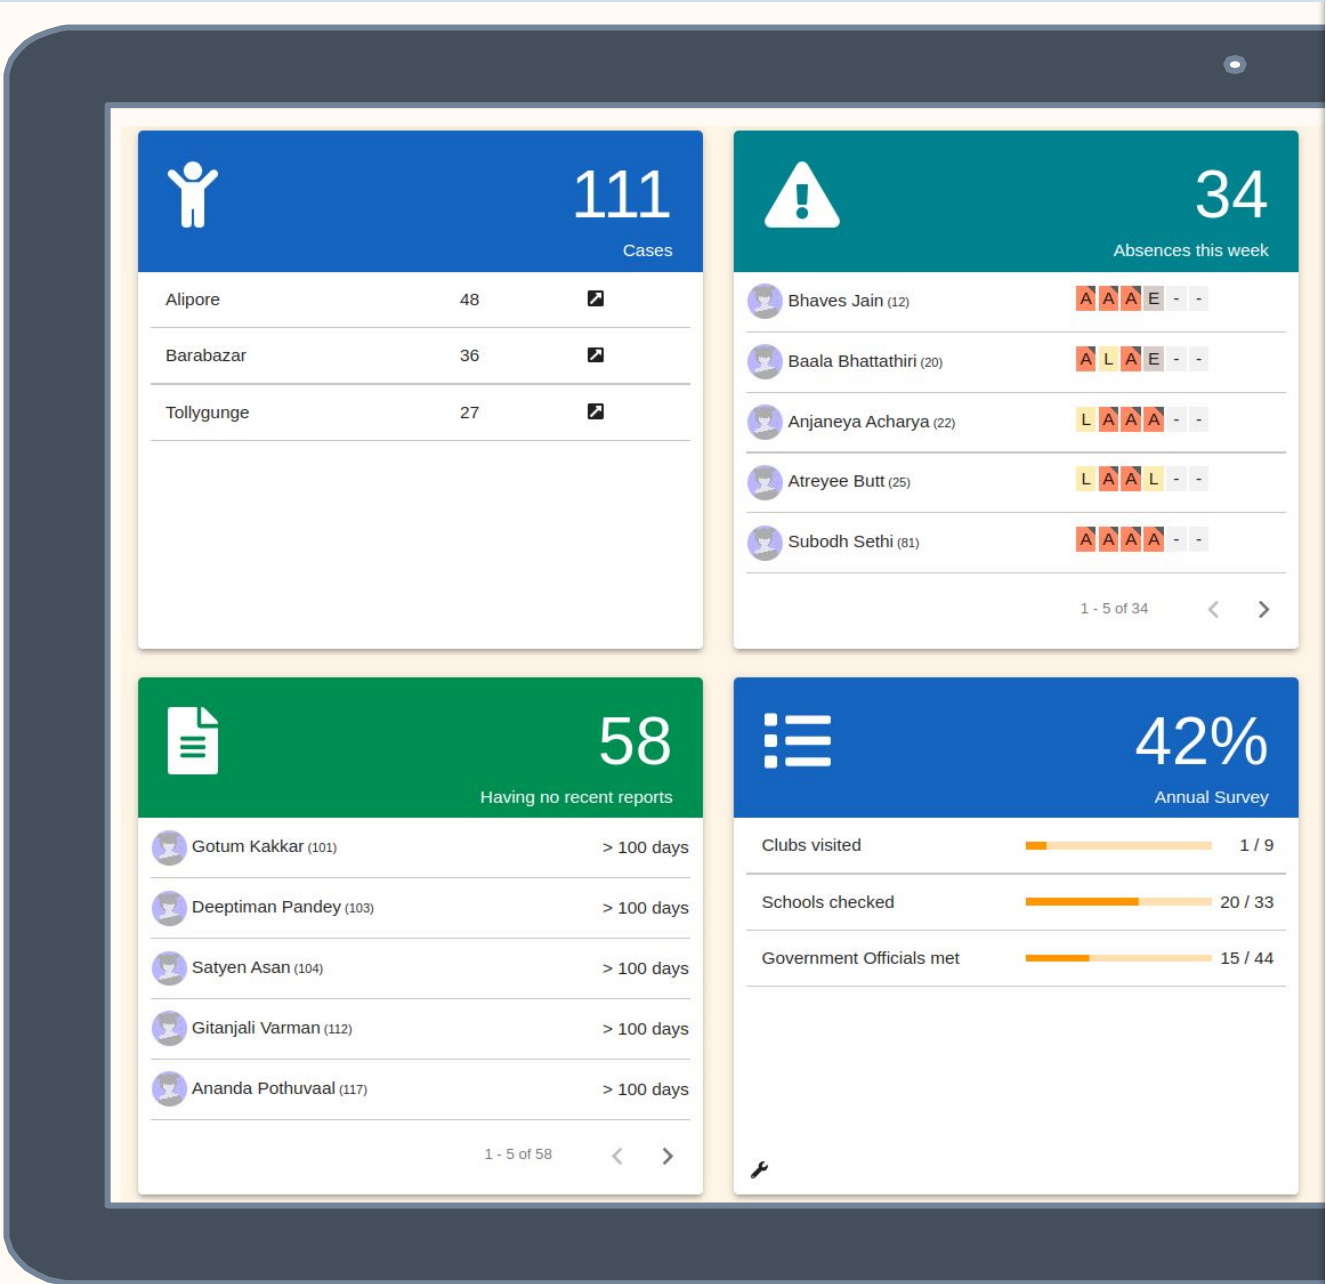 111
Cases
Alipore 48
Barabazar 36
Tollygunge 27
34
Absences this week
Bhaves Jain (12) A A A E - -
Baala Bhattathiri (20) A L A E - -
Anjaneya Acharya (22) L A A A - -
Atreyee Butt (25) L A A L - -
Subodh Sethi (81) A A A A - -
1 - 5 of 34
58
Having no recent reports
Gotum Kakkar (101) > 100 days
Deeptiman Pandey (103) > 100 days
Satyen Asan (104) > 100 days
Gitanjali Varman (112) > 100 days
Ananda Pothuvaal (117) > 100 days
1 - 5 of 58
42%
Annual Survey
Clubs visited 1 / 9
Schools checked 20 / 33
Government Officials met 15 / 44